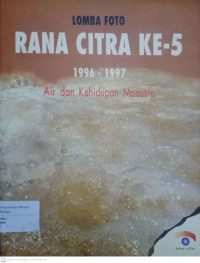 LOMBA FOTO
RANA CITRA KE-5
1996 - 1997
Air dan Kehidupan Manusia